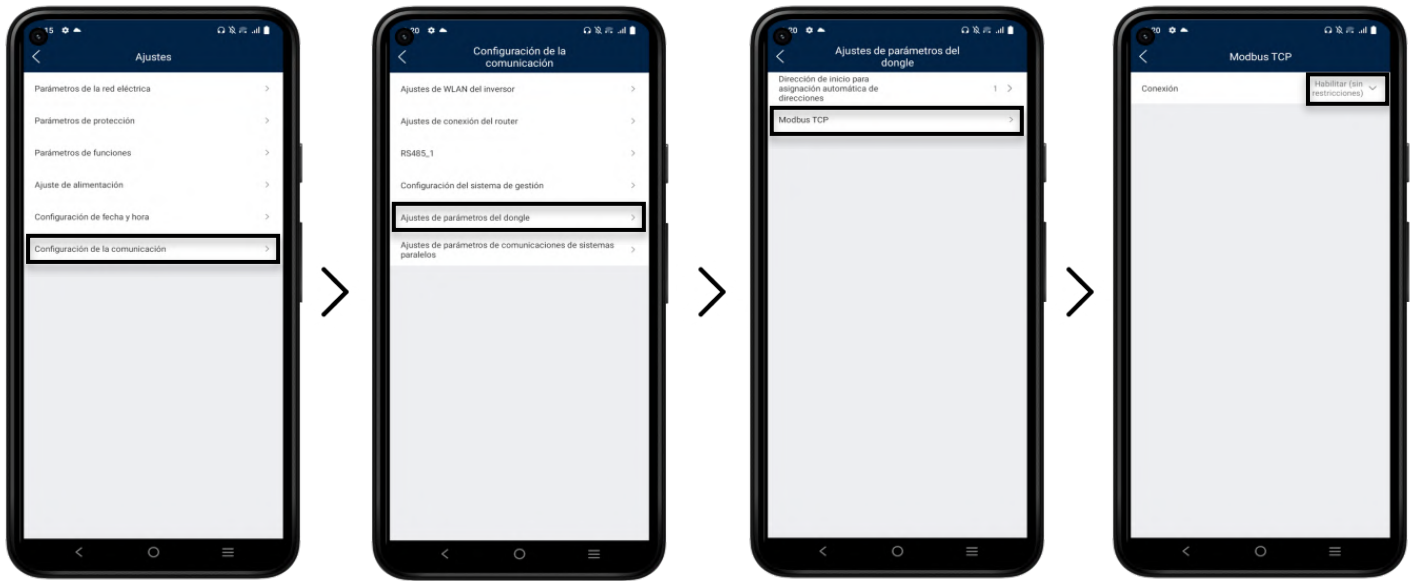 15
Ajustes
Parámetros de la red eléctrica
Parámetros de protección
Parámetros de funciones
Ajuste de alimentación
Configuración de fecha y hora
Configuración de la comunicación
20
Configuración de la
comunicación
Ajustes de WLAN del inversor
Ajustes de conexión del router
RS485_1
Configuración del sistema de gestión
Ajustes de parámetros del dongle
Ajustes de parámetros de comunicaciones de sistemas
paralelos
20
Ajustes de parámetros del
dongle
Dirección de inicio para
asignación automática de
direcciones
1
Modbus TCP
20
Modbus TCP
Conexión
Habilitar (sin
restricciones)